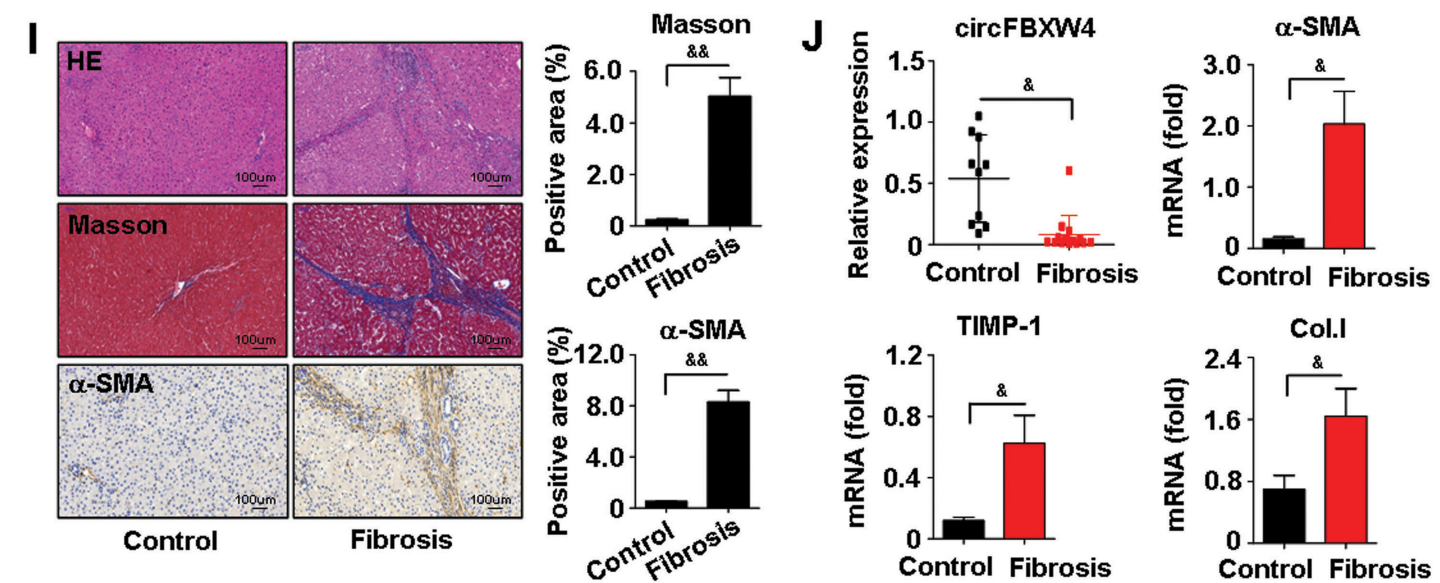 I
HE
100um
100um
Masson
100um
100um
α-SMA
100um
100um
Control
Fibrosis
Masson
&&
Positive area (%)
6.0
4.0
2.0
0
Control
Fibrosis
α-SMA
&&
Positive area (%)
12.0
8.0
4.0
0
Control
Fibrosis
J
circFBXW4
&
Relative expression
1.5
1.0
0.5
0
Control
Fibrosis
α-SMA
&
mRNA (fold)
3.0
2.0
1.0
0
Control
Fibrosis
TIMP-1
&
mRNA (fold)
1.2
0.8
0.4
0
Control
Fibrosis
Col.I
&
mRNA (fold)
2.4
1.6
0.8
0
Control
Fibrosis